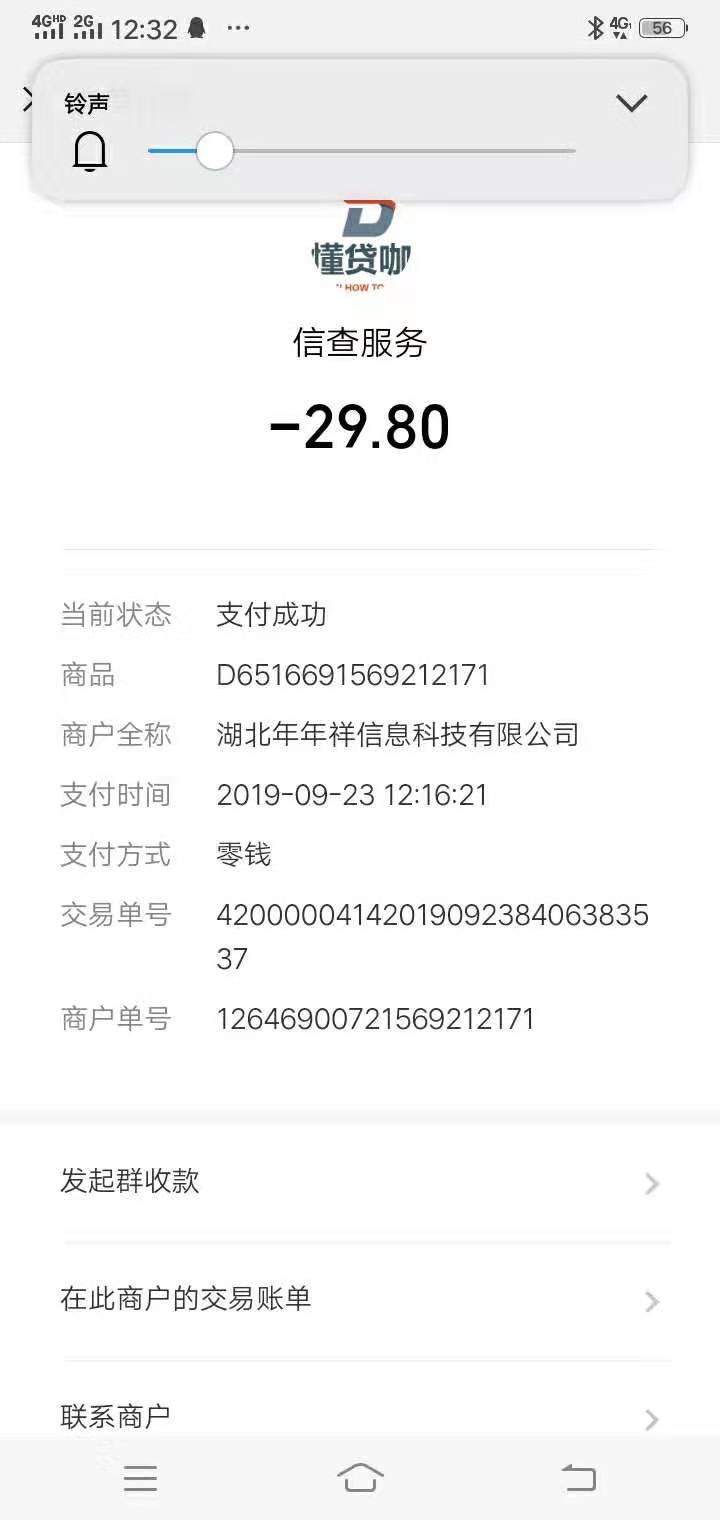 4GHD 2G 12:32 ··· 4G 56
铃声
懂贷咖
HOW TO
信查服务
-29.80
当前状态 支付成功
商品 D6516691569212171
商户全称 湖北年年祥信息科技有限公司
支付时间 2019-09-23 12:16:21
支付方式 零钱
交易单号 42000004142019092384063835
37
商户单号 12646900721569212171
发起群收款
在此商户的交易账单
联系商户